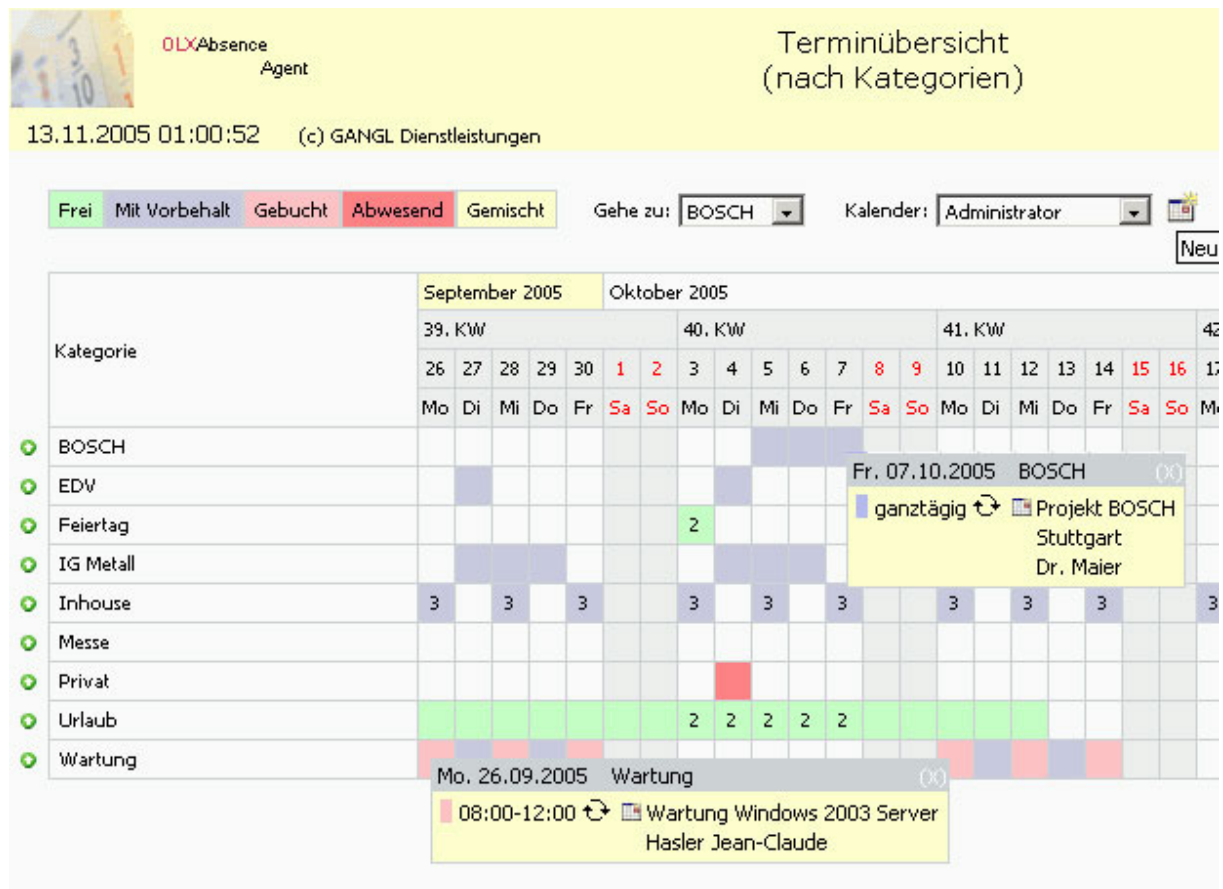 OLXAbsence
Agent
Terminübersicht
(nach Kategorien)
13.11.2005 01:00:52 (c) GANGL Dienstleistungen
Frei Mit Vorbehalt Gebucht Abwesend Gemischt Gehe zu: BOSCH Kalender: Administrator
Neu
Kategorie
September 2005 Oktober 2005
39. KW 40. KW 41. KW 42
26 27 28 29 30 1 2 3 4 5 6 7 8 9 10 11 12 13 14 15 16 17
Mo Di Mi Do Fr Sa So Mo Di Mi Do Fr Sa So Mo Di Mi Do Fr Sa So Mo
BOSCH
Fr. 07.10.2005 BOSCH (X)
EDV
ganztägig Projekt BOSCH
Feiertag 2
Stuttgart
IG Metall
Dr. Maier
Inhouse 3 3 3 3 3 3 3 3 3 3
Messe
Privat
Urlaub 2 2 2 2 2
Wartung
Mo. 26.09.2005 Wartung (X)
08:00-12:00 Wartung Windows 2003 Server
Hasler Jean-Claude